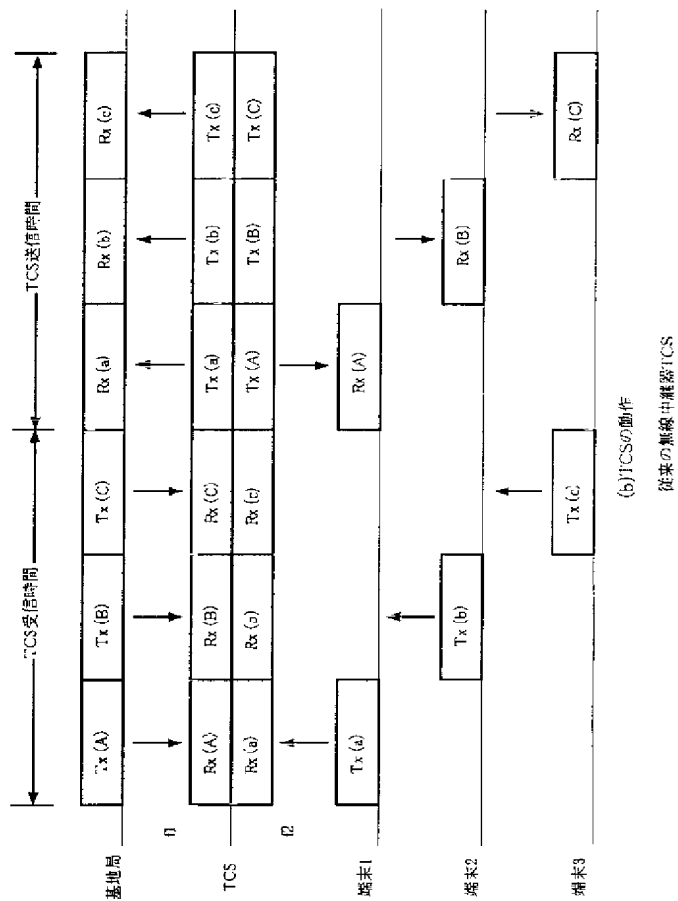 TCS受信時間 TCS送信時間
基地局 Tx (A) Tx (B) Tx (C) Rx (a) Rx (b) Rx (c)
f1
Rx (A) Rx (B) Rx (C) Tx (a) Tx (b) Tx (c)
TCS
Rx (a) Rx (b) Rx (c) Tx (A) Tx (B) Tx (C)
f2
端末1 Tx (a) Rx (A)
端末2 Tx (b) Rx (B)
端末3 Tx (c) Rx (C)
(b)TCSの動作
従来の無線中継器TCS